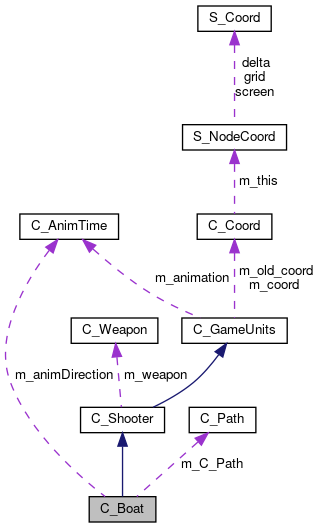 S_Coord
delta
grid
screen
S_NodeCoord
m_this
C_AnimTime
C_Coord
m_animation
m_old_coord
m_coord
C_Weapon
C_GameUnits
m_animDirection
m_weapon
C_Shooter
C_Path
m_C_Path
C_Boat